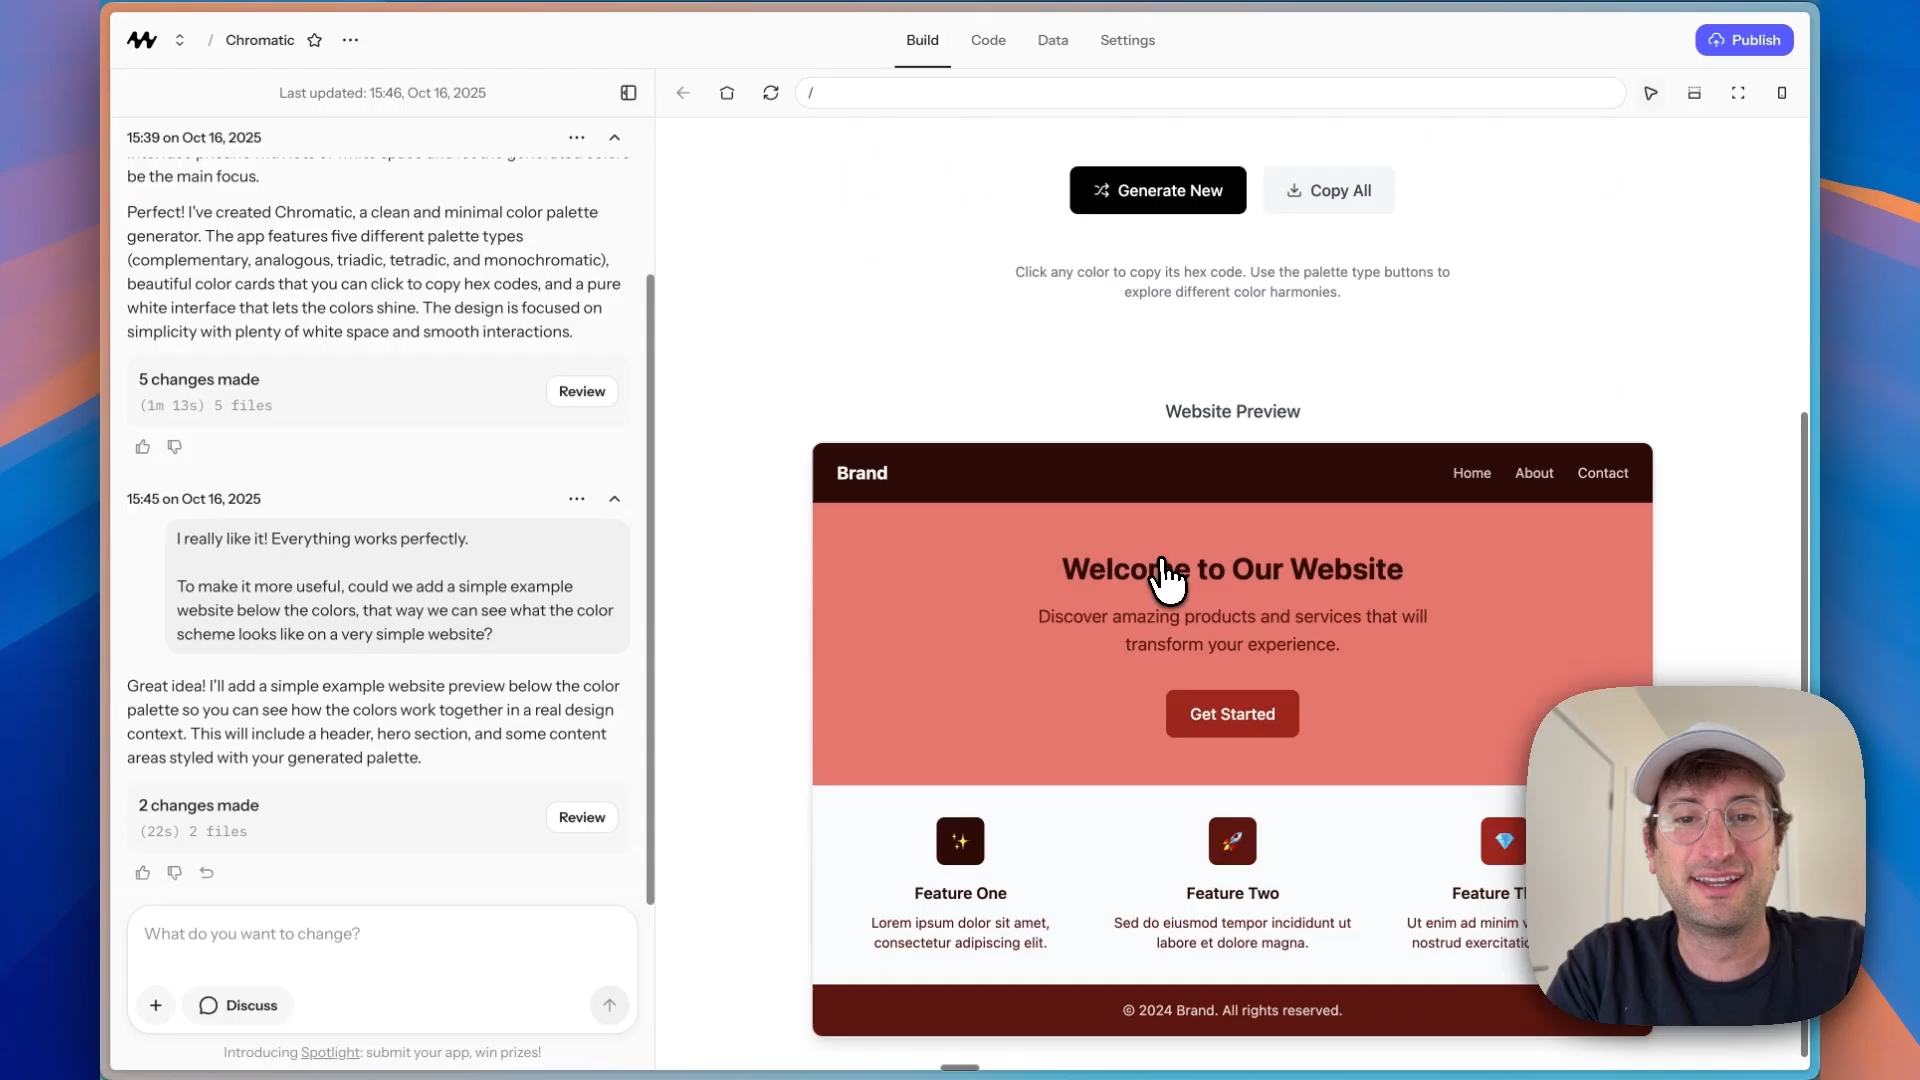 / Chromatic
Build
Code
Data
Settings
Publish
Last updated: 15:46, Oct 16, 2025
/
15:39 on Oct 16, 2025
be the main focus.
Perfect! I've created Chromatic, a clean and minimal color palette
generator. The app features five different palette types
(complementary, analogous, triadic, tetradic, and monochromatic),
beautiful color cards that you can click to copy hex codes, and a pure
white interface that lets the colors shine. The design is focused on
simplicity with plenty of white space and smooth interactions.
5 changes made
(1m 13s) 5 files
Review
15:45 on Oct 16, 2025
I really like it! Everything works perfectly.
To make it more useful, could we add a simple example
website below the colors, that way we can see what the color
scheme looks like on a very simple website?
Great idea! I'll add a simple example website preview below the color
palette so you can see how the colors work together in a real design
context. This will include a header, hero section, and some content
areas styled with your generated palette.
2 changes made
(22s) 2 files
Review
What do you want to change?
Discuss
Introducing Spotlight: submit your app, win prizes!
Generate New
Copy All
Click any color to copy its hex code. Use the palette type buttons to
explore different color harmonies.
Website Preview
Brand
Home
About
Contact
Welcome to Our Website
Discover amazing products and services that will
transform your experience.
Get Started
Feature One
Lorem ipsum dolor sit amet,
consectetur adipiscing elit.
Feature Two
Sed do eiusmod tempor incididunt ut
labore et dolore magna.
Feature
Ut enim ad minim
nostrud
© 2024 Brand. All rights reserved.